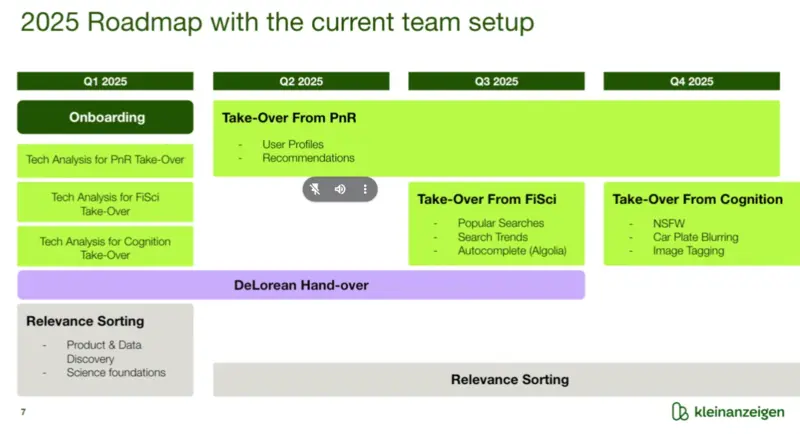 2025 Roadmap with the current team setup
Q1 2025
Q2 2025
Q3 2025
Q4 2025
Onboarding
Tech Analysis for PnR Take-Over
Tech Analysis for FiSci
Take-Over
Tech Analysis for Cognition
Take-Over
Take-Over From PnR
- User Profiles
- Recommendations
Take-Over From FiSci
- Popular Searches
- Search Trends
- Autocomplete (Algolia)
Take-Over From Cognition
- NSFW
- Car Plate Blurring
- Image Tagging
DeLorean Hand-over
Relevance Sorting
- Product & Data
Discovery
- Science foundations
Relevance Sorting
7
kleinanzeigen